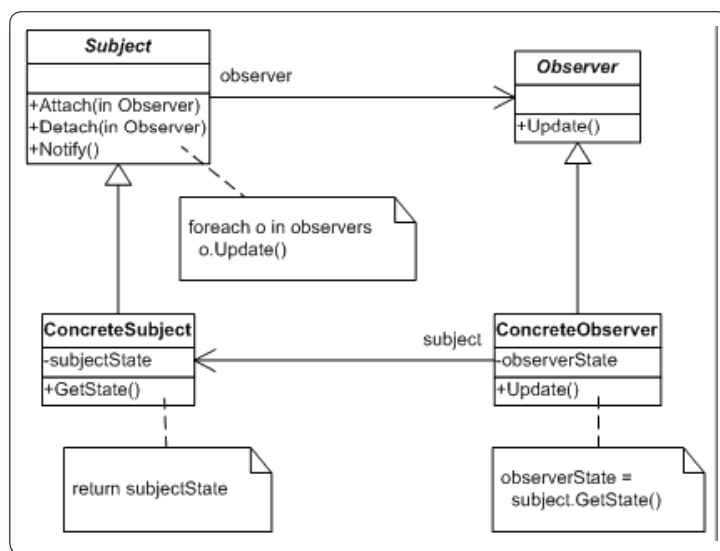 Subject
+Attach(in Observer)
+Detach(in Observer)
+Notify()
observer
Observer
+Update()
foreach o in observers
o.Update()
ConcreteSubject
-subjectState
+GetState()
subject
ConcreteObserver
-observerState
+Update()
return subjectState
observerState =
subject.GetState()